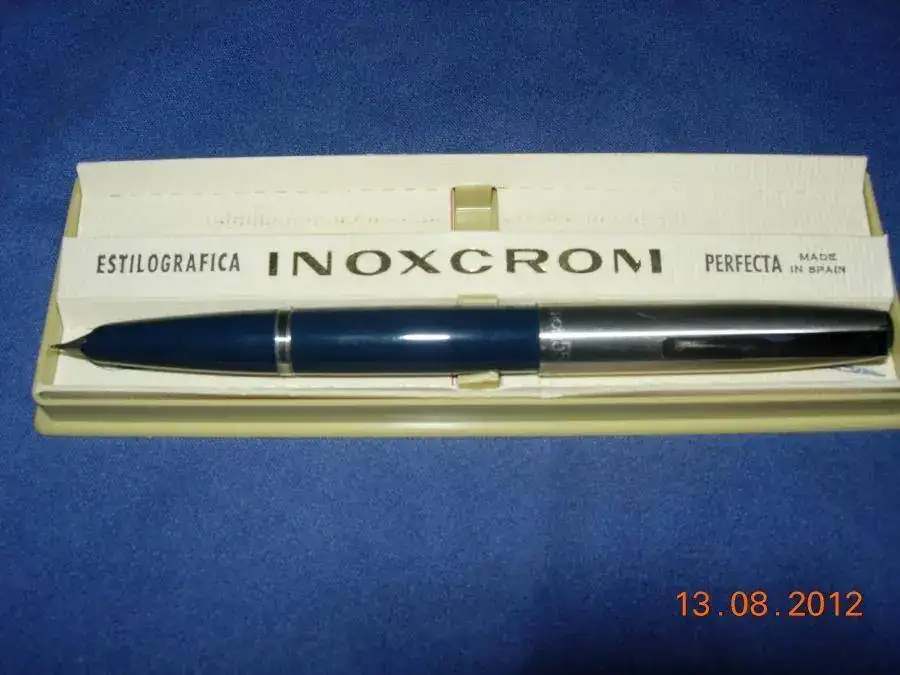 ESTILOGRAFICA INOXCROM PERFECTA MADE IN SPAIN
13.08.2012